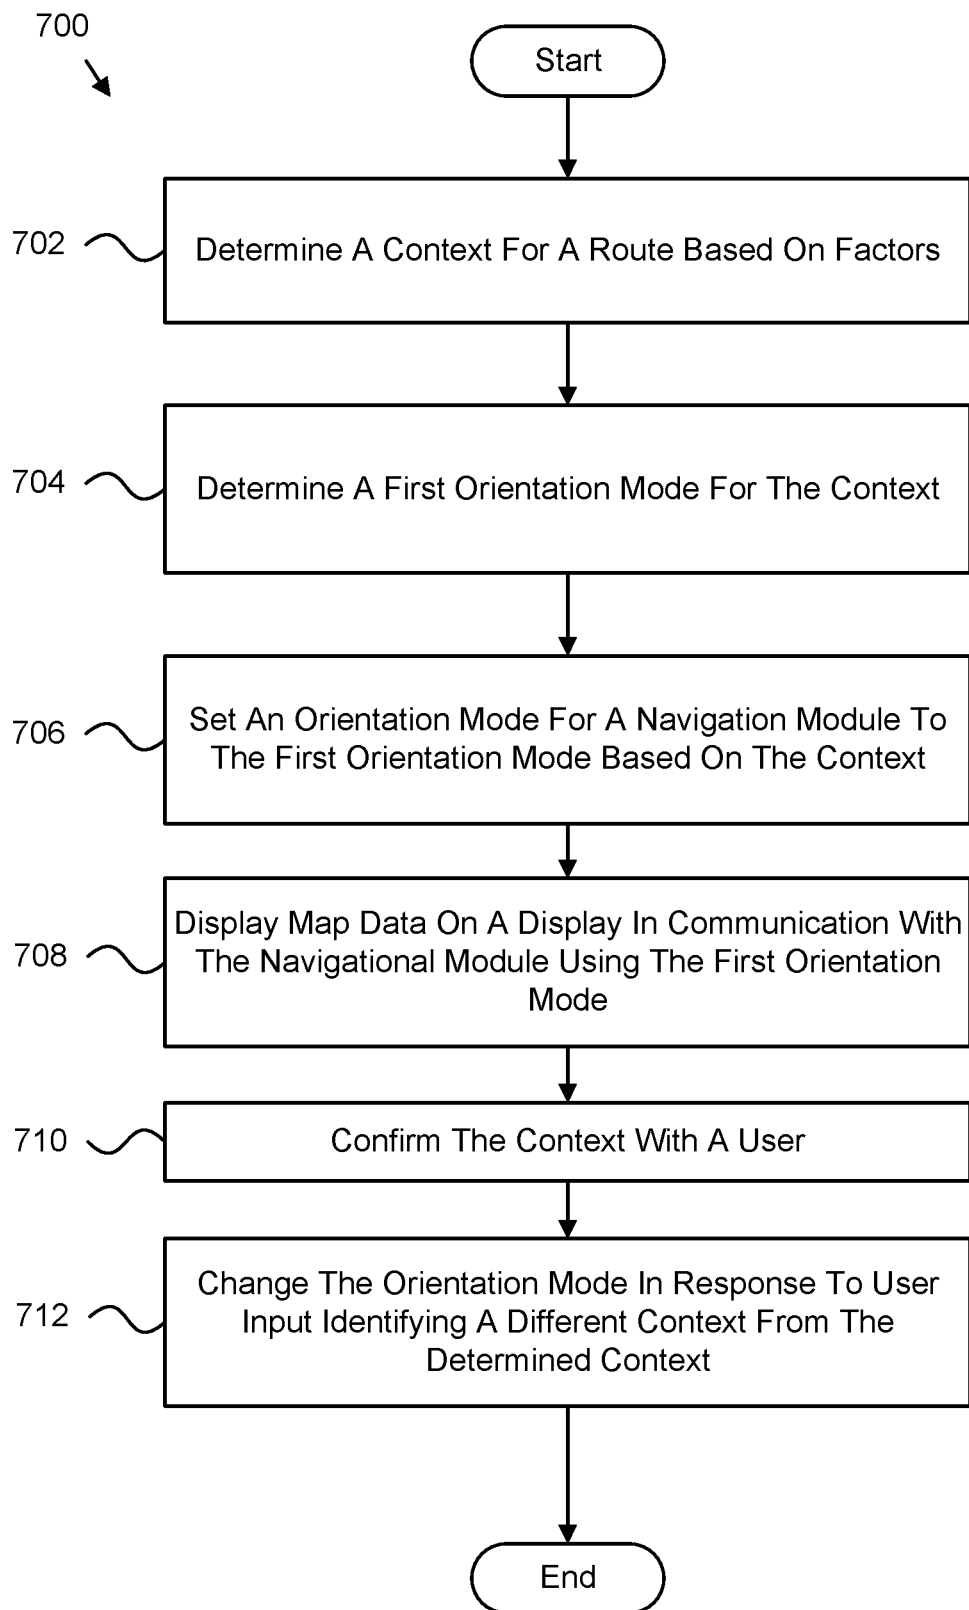 700
Start
702
Determine A Context For A Route Based On Factors
704
Determine A First Orientation Mode For The Context
706
Set An Orientation Mode For A Navigation Module To
The First Orientation Mode Based On The Context
708
Display Map Data On A Display In Communication With
The Navigational Module Using The First Orientation
Mode
710
Confirm The Context With A User
712
Change The Orientation Mode In Response To User
Input Identifying A Different Context From The
Determined Context
End